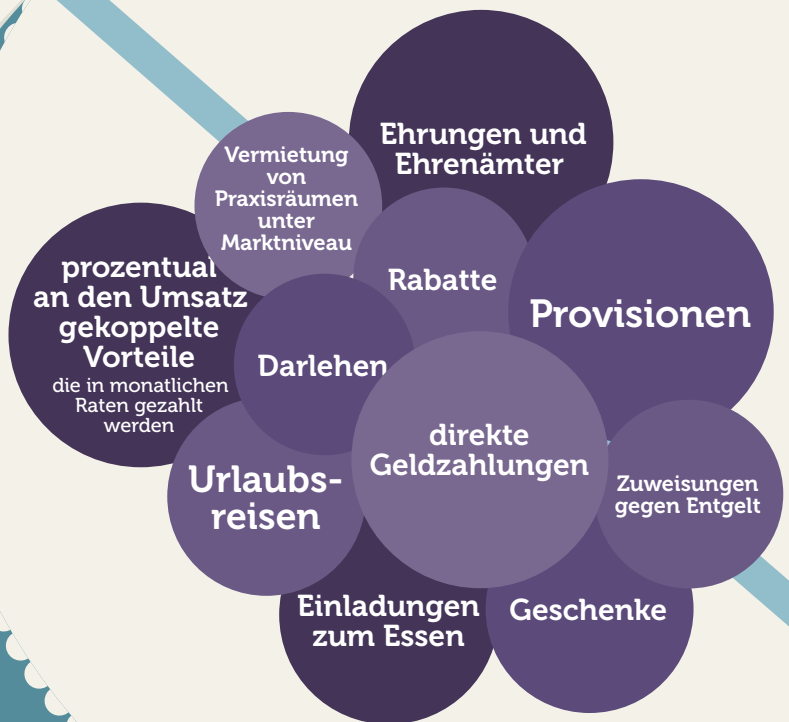 Ehrungen und
Ehrenämter
Vermietung
von
Praxisräumen
unter
Marktniveau
prozentual
an den Umsatz
gekoppelte
Vorteile
die in monatlichen
Raten gezahlt
werden
Rabatte
Provisionen
Darlehen
direkte
Geldzahlungen
Urlaubs-
reisen
Zuweisungen
gegen Entgelt
Einladungen
zum Essen
Geschenke